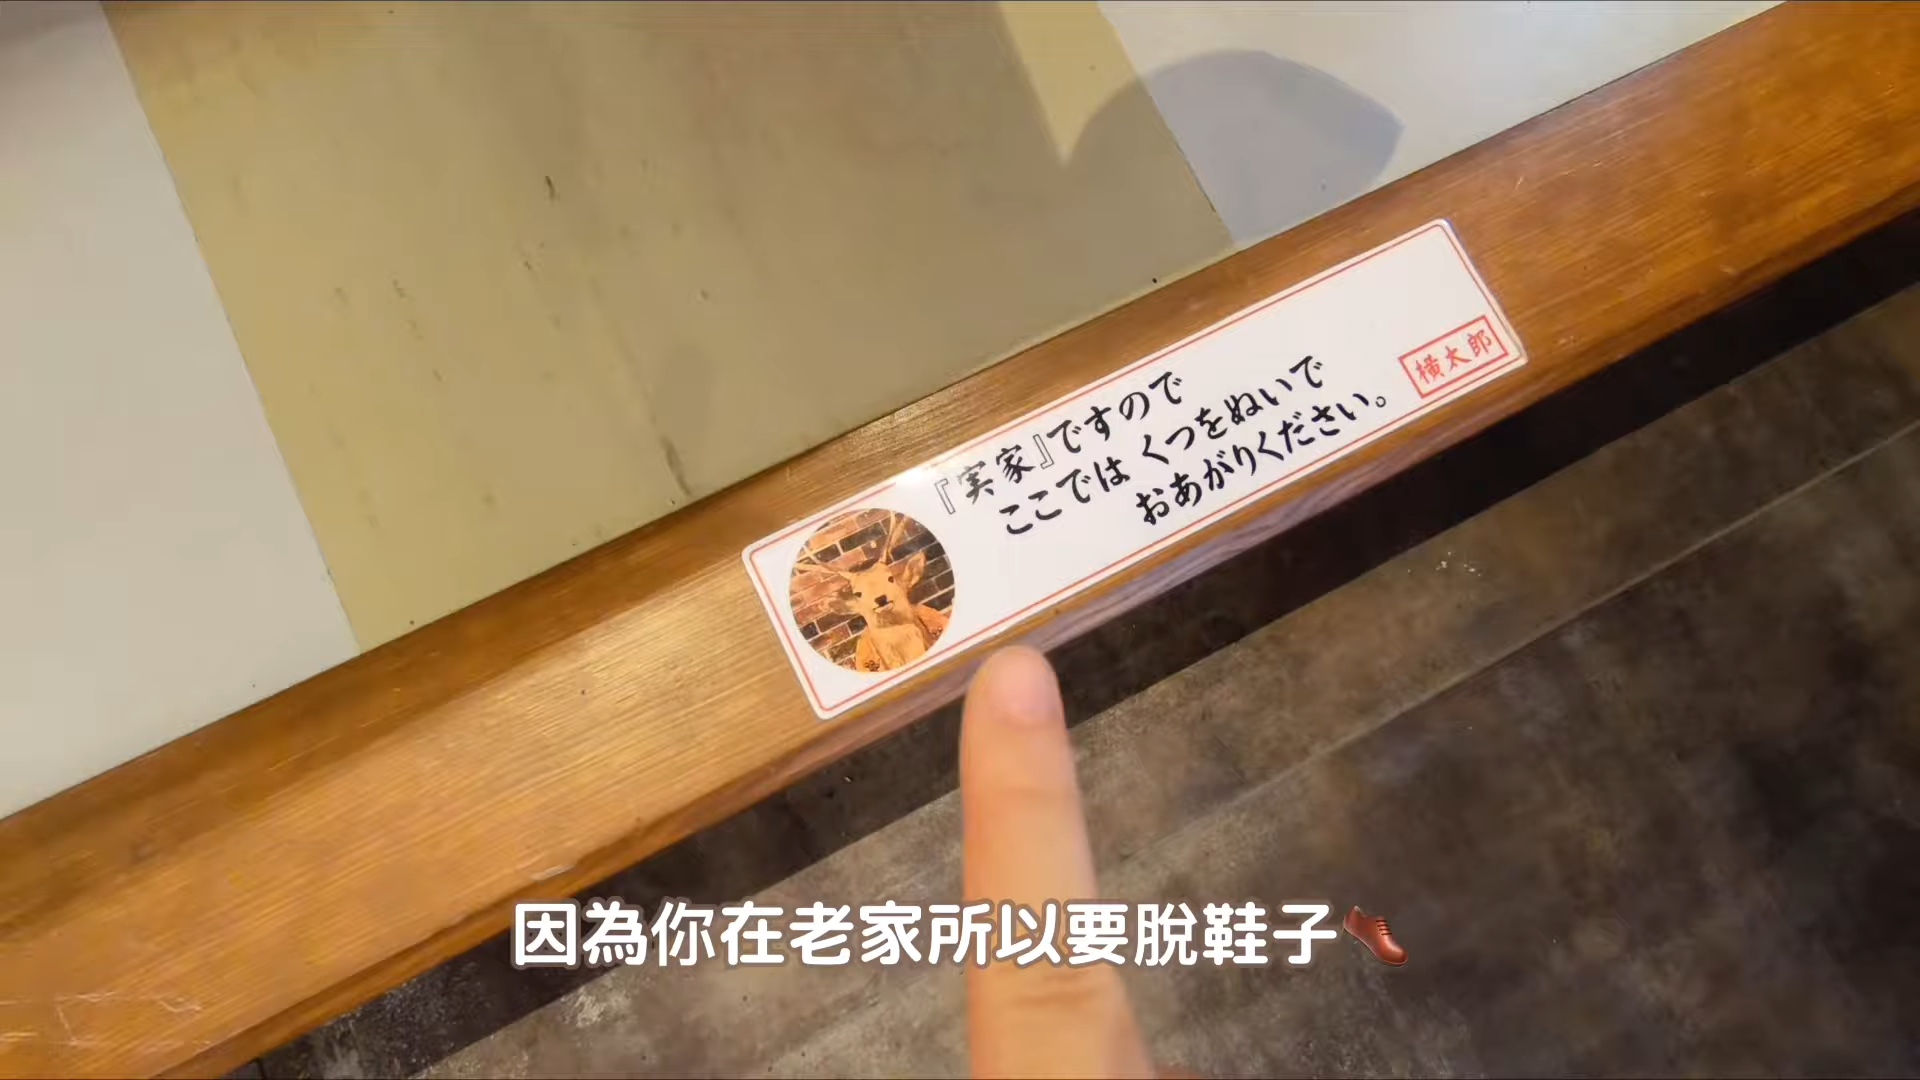 『実家』ですので
ここでは くつをぬいで
おあがりください。
横太郎
因為你在老家所以要脫鞋子